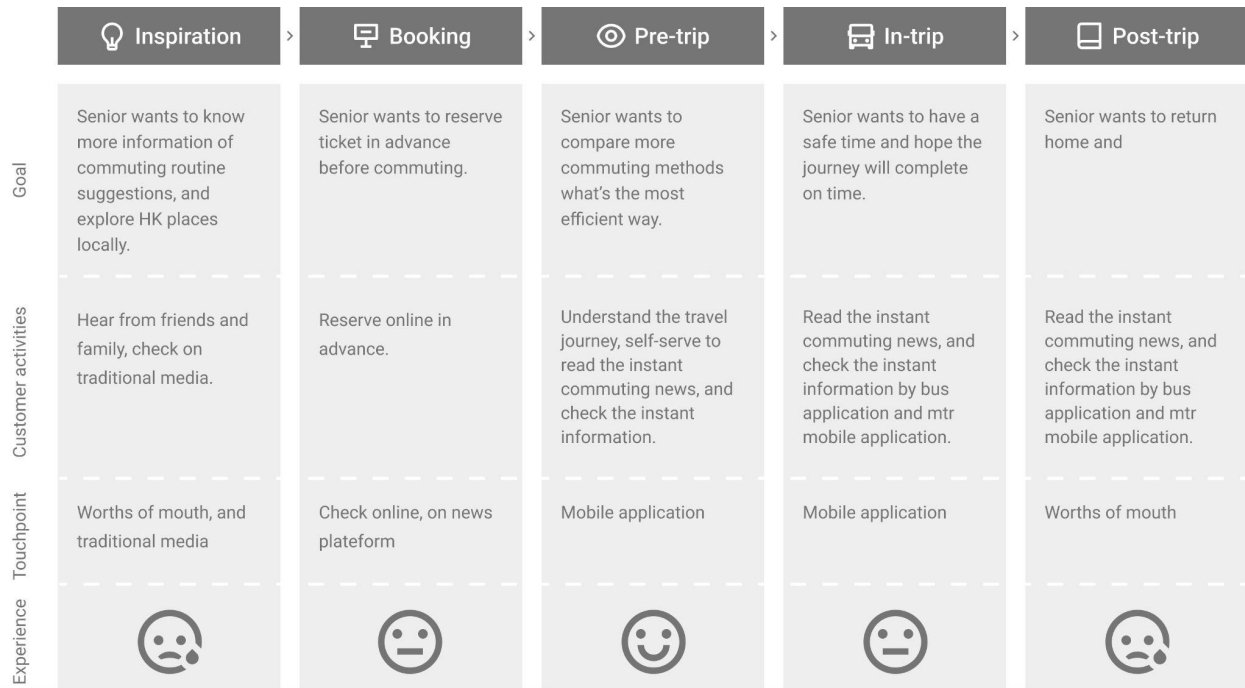 Inspiration
Booking
Pre-trip
In-trip
Post-trip
Goal
Senior wants to know
more information of
commuting routine
suggestions, and
explore HK places
locally.
Senior wants to reserve
ticket in advance
before commuting.
Senior wants to
compare more
commuting methods
what's the most
efficient way.
Senior wants to have a
safe time and hope the
journey will complete
on time.
Senior wants to return
home and
Customer activities
Hear from friends and
family, check on
traditional media.
Reserve online in
advance.
Understand the travel
journey, self-serve to
read the instant
commuting news, and
check the instant
information.
Read the instant
commuting news, and
check the instant
information by bus
application and mtr
mobile application.
Read the instant
commuting news, and
check the instant
information by bus
application and mtr
mobile application.
Touchpoint
Worths of mouth, and
traditional media
Check online, on news
plateform
Mobile application
Mobile application
Worths of mouth
Experience